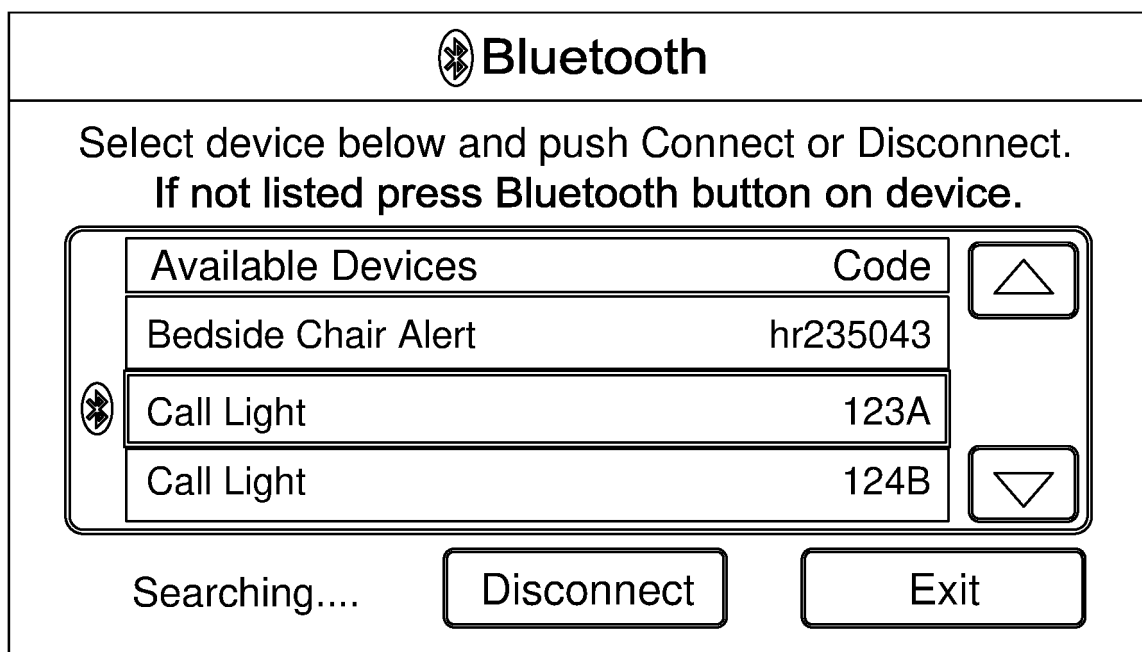 Bluetooth
Select device below and push Connect or Disconnect.
If not listed press Bluetooth button on device.
Available Devices Code
Bedside Chair Alert hr235043
Call Light 123A
Call Light 124B
Searching.... Disconnect Exit